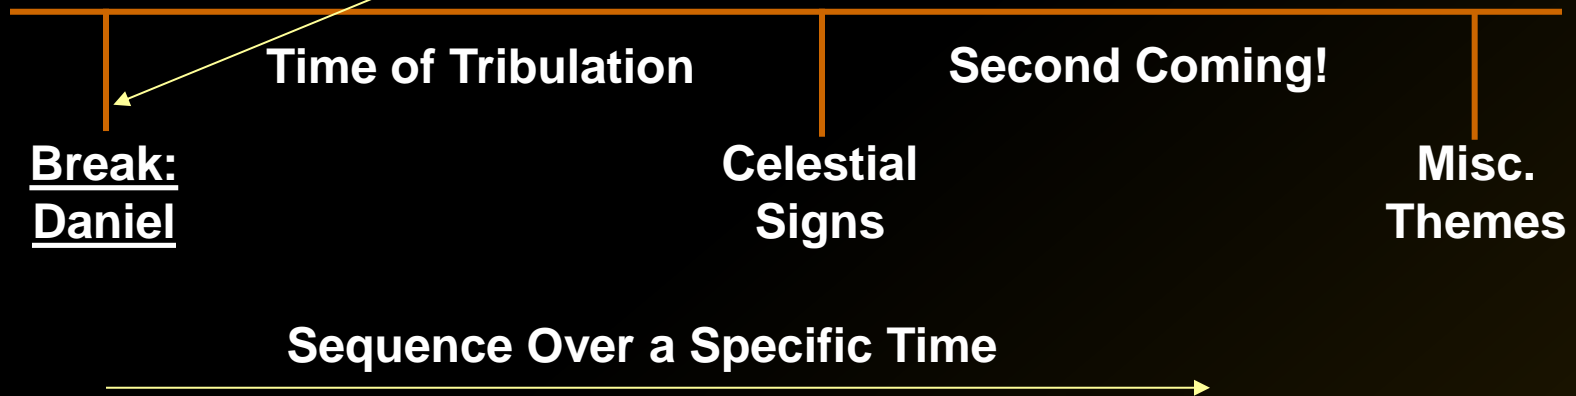 Time of Tribulation
Second Coming!
Break:
Daniel
Celestial
Signs
Misc.
Themes
Sequence Over a Specific Time